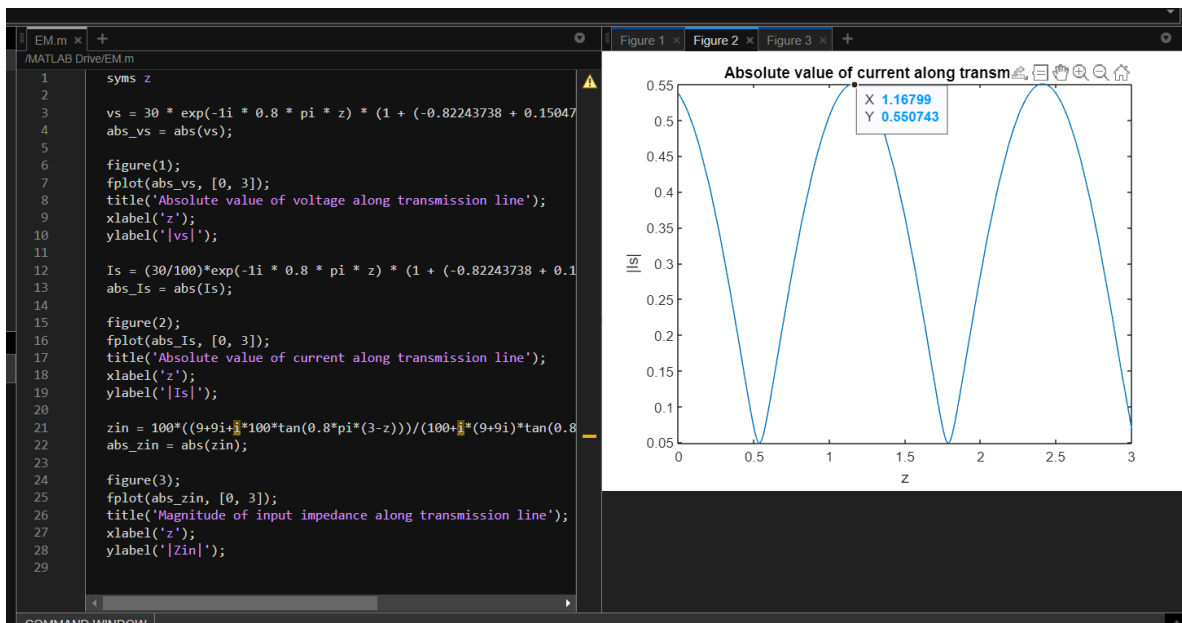 EM.m × +
/MATLAB Drive/EM.m
1 syms z
2
3 vs = 30 * exp(-1i * 0.8 * pi * z) * (1 + (-0.82243738 + 0.15047
4 abs_vs = abs(vs);
5
6 figure(1);
7 fplot(abs_vs, [0, 3]);
8 title('Absolute value of voltage along transmission line');
9 xlabel('z');
10 ylabel('|vs|');
11
12 Is = (30/100)*exp(-1i * 0.8 * pi * z) * (1 + (-0.82243738 + 0.1
13 abs_Is = abs(Is);
14
15 figure(2);
16 fplot(abs_Is, [0, 3]);
17 title('Absolute value of current along transmission line');
18 xlabel('z');
19 ylabel('|Is|');
20
21 zin = 100*((9+9i+i*100*tan(0.8*pi*(3-z)))/(100+i*(9+9i)*tan(0.8
22 abs_zin = abs(zin);
23
24 figure(3);
25 fplot(abs_zin, [0, 3]);
26 title('Magnitude of input impedance along transmission line');
27 xlabel('z');
28 ylabel('|Zin|');
29
COMMAND WINDOW
Figure 1 × Figure 2 × Figure 3 × +
Absolute value of current along transm
X 1.16799
Y 0.550743
0.55
0.5
0.45
0.4
0.35
0.3
0.25
0.2
0.15
0.1
0.05
|Is|
0 0.5 1 1.5 2 2.5 3
z